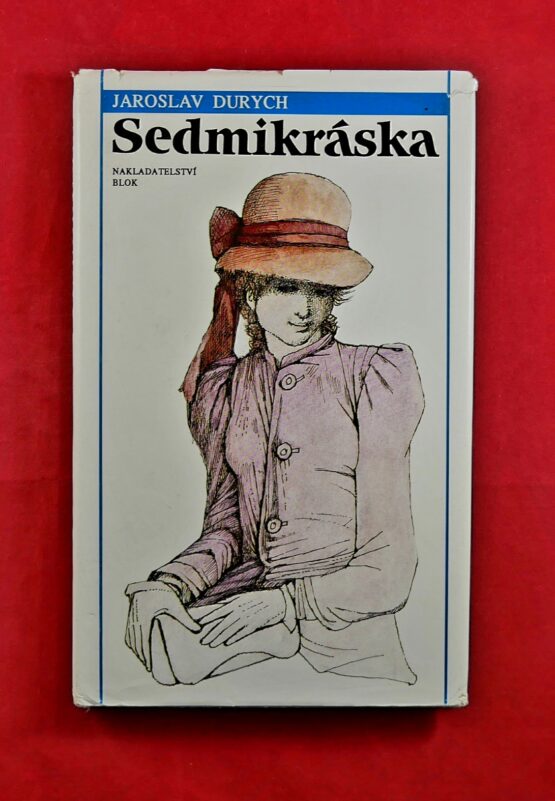 JAROSLAV DURYCH
Sedmikráska
NAKLADATELSTVÍ
BLOK